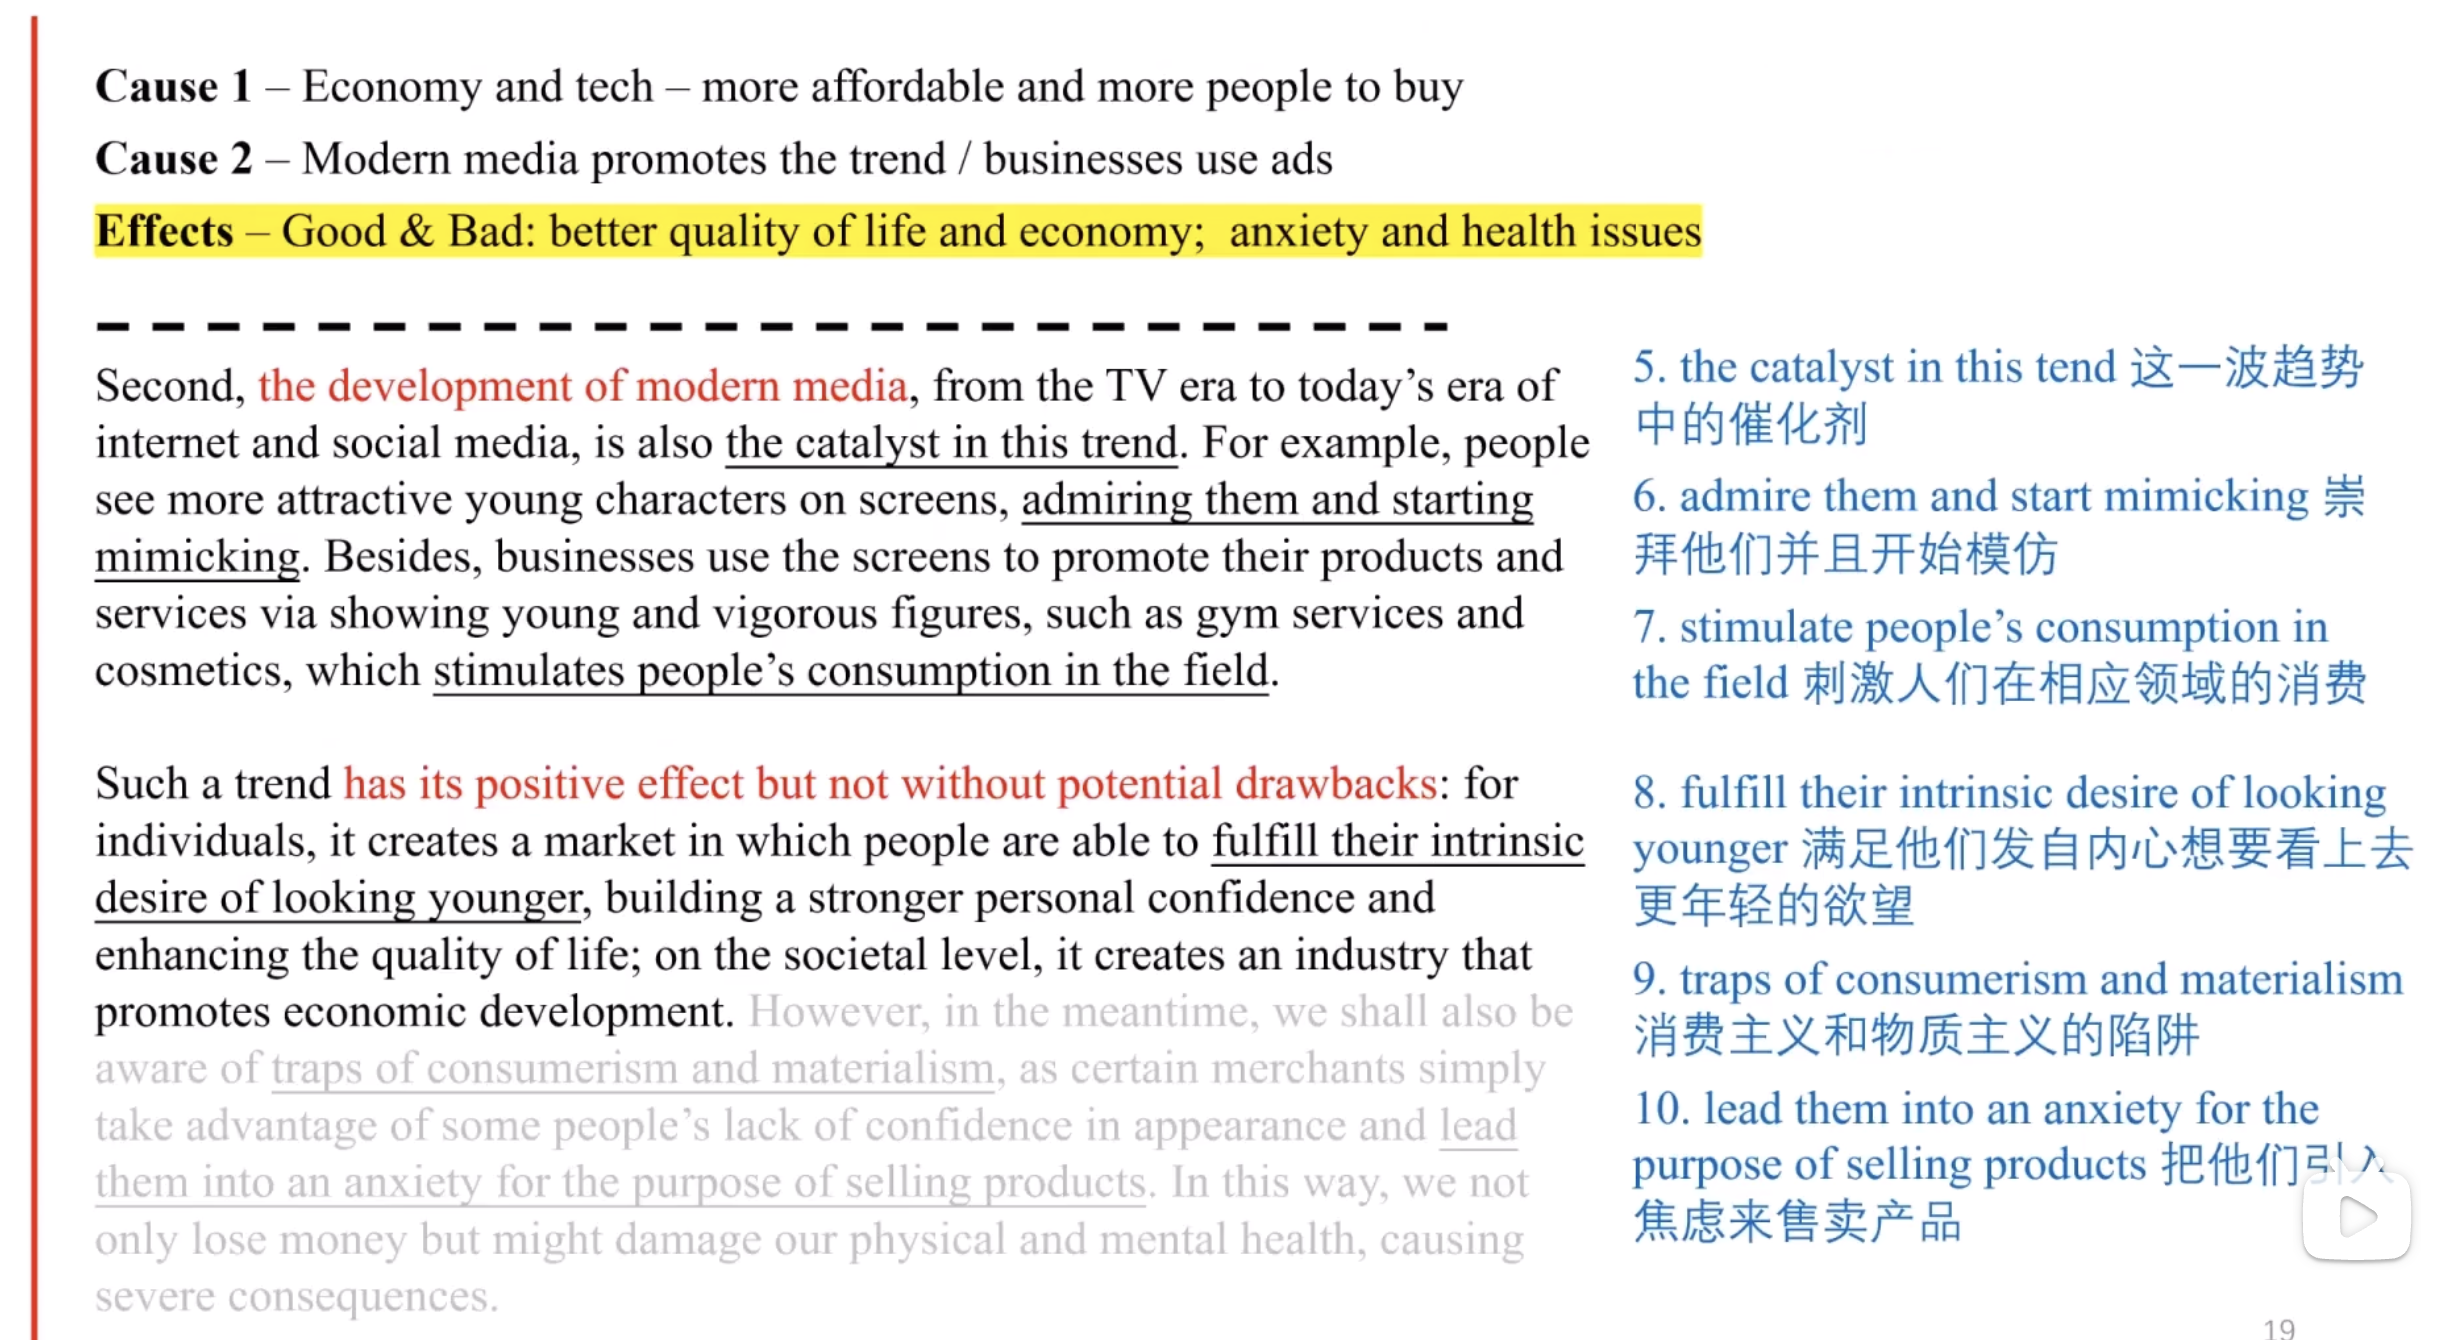 Cause 1 – Economy and tech – more affordable and more people to buy
Cause 2 – Modern media promotes the trend / businesses use ads
Effects – Good & Bad: better quality of life and economy;  anxiety and health issues
Second, the development of modern media, from the TV era to today’s era of
internet and social media, is also the catalyst in this trend. For example, people
see more attractive young characters on screens, admiring them and starting
mimicking. Besides, businesses use the screens to promote their products and
services via showing young and vigorous figures, such as gym services and
cosmetics, which stimulates people’s consumption in the field.
Such a trend has its positive effect but not without potential drawbacks: for
individuals, it creates a market in which people are able to fulfill their intrinsic
desire of looking younger, building a stronger personal confidence and
enhancing the quality of life; on the societal level, it creates an industry that
promotes economic development. However, in the meantime, we shall also be
aware of traps of consumerism and materialism, as certain merchants simply
take advantage of some people’s lack of confidence in appearance and lead
them into an anxiety for the purpose of selling products. In this way, we not
only lose money but might damage our physical and mental health, causing
severe consequences.
5. the catalyst in this tend 这一波趋势
中的催化剂
6. admire them and start mimicking 崇
拜他们并且开始模仿
7. stimulate people’s consumption in
the field 刺激人们在相应领域的消费
8. fulfill their intrinsic desire of looking
younger 满足他们发自内心想要看上去
更年轻的欲望
9. traps of consumerism and materialism
消费主义和物质主义的陷阱
10. lead them into an anxiety for the
purpose of selling products 把他们引入
焦虑来售卖产品
19